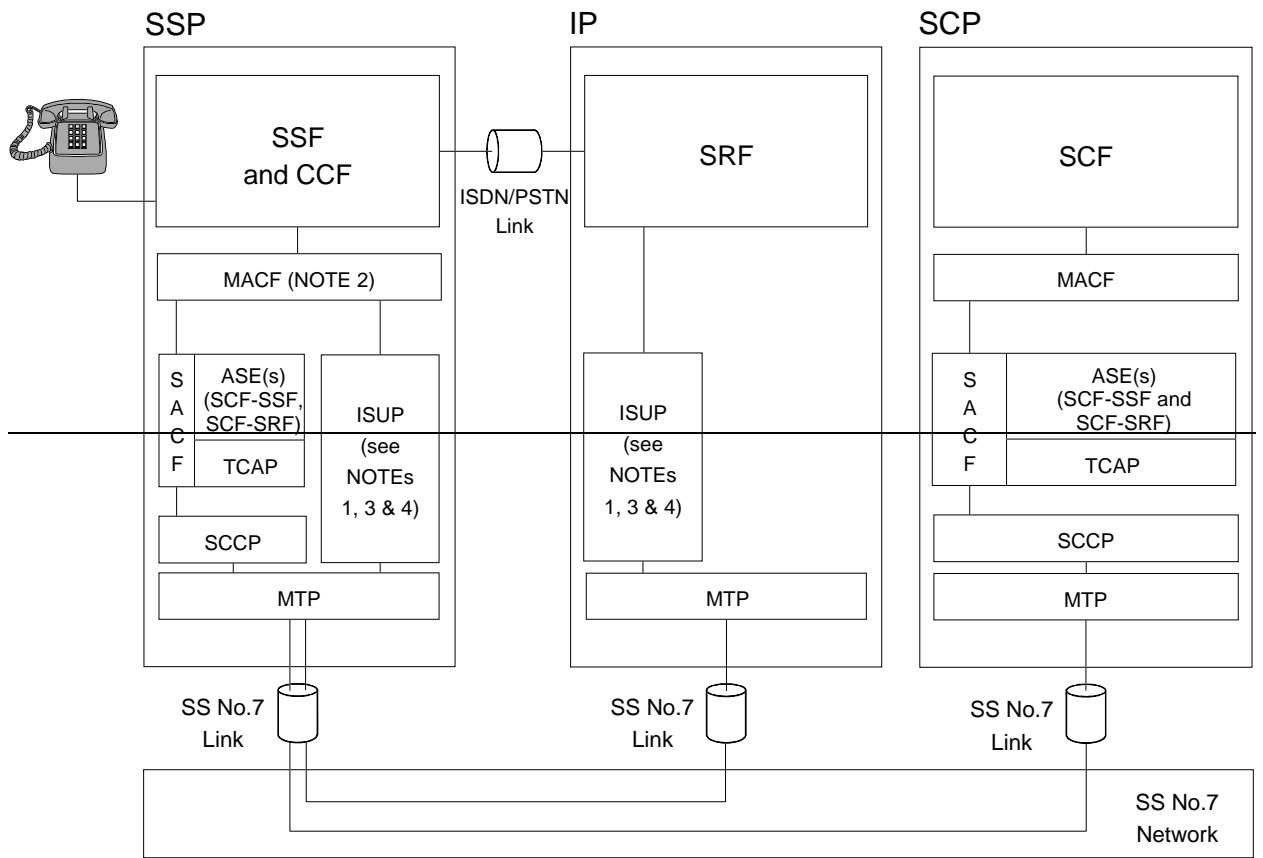 SSP
IP
SCP
SSF
and CCF
ISDN/PSTN
Link
SRF
SCF
MACF (NOTE 2)
MACF
S
A
C
F
ASE(s)
(SCF-SSF,
SCF-SRF)
TCAP
ISUP
(see
NOTEs
1, 3 & 4)
ISUP
(see
NOTEs
1, 3 & 4)
S
A
C
F
ASE(s)
(SCF-SSF and
SCF-SRF)
TCAP
SCCP
SCCP
MTP
MTP
MTP
SS No.7
Link
SS No.7
Link
SS No.7
Link
SS No.7
Network